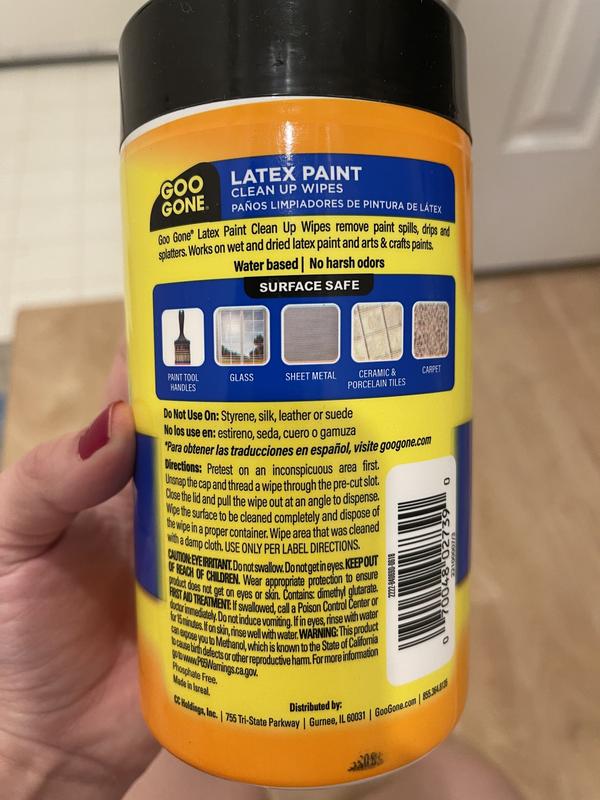 GOO GONE®
LATEX PAINT
CLEAN UP WIPES
PAÑOS LIMPIADORES DE PINTURA DE LÁTEX
Goo Gone® Latex Paint Clean Up Wipes remove paint spills, drips and
splatters. Works on wet and dried latex paint and arts & crafts paints.
Water based | No harsh odors
SURFACE SAFE
PAINT TOOL HANDLES
GLASS
SHEET METAL
CERAMIC & PORCELAIN TILES
CARPET
Do Not Use On: Styrene, silk, leather or suede
No los use en: estireno, seda, cuero o gamuza
*Para obtener las traducciones en español, visite googone.com
Directions: Pretest on an inconspicuous area first.
Unsnap the cap and thread a wipe through the pre-cut slot.
Close the lid and pull the wipe out at an angle to dispense.
Wipe the surface to be cleaned completely and dispose of
the wipe in a proper container. Wipe area that was cleaned
with a damp cloth. USE ONLY PER LABEL DIRECTIONS.
CAUTION: EYE IRRITANT. Do not swallow. Do not get in eyes. KEEP OUT
OF REACH OF CHILDREN. Wear appropriate protection to ensure
product does not get on eyes or skin. Contains: dimethyl glutarate.
FIRST AID TREATMENT: If swallowed, call a Poison Control Center or
doctor immediately. Do not induce vomiting. If in eyes, rinse with water
for 15 minutes. If on skin, rinse well with water. WARNING: This product
can expose you to Methanol, which is known to the State of California
to cause birth defects or other reproductive harm. For more information
go to www.P65Warnings.ca.gov.
Phosphate Free.
Made in Israel.
Distributed by:
CC Holdings, Inc. | 755 Tri-State Parkway | Gurnee, IL 60031 | GooGone.com |
0 70048 02739 0